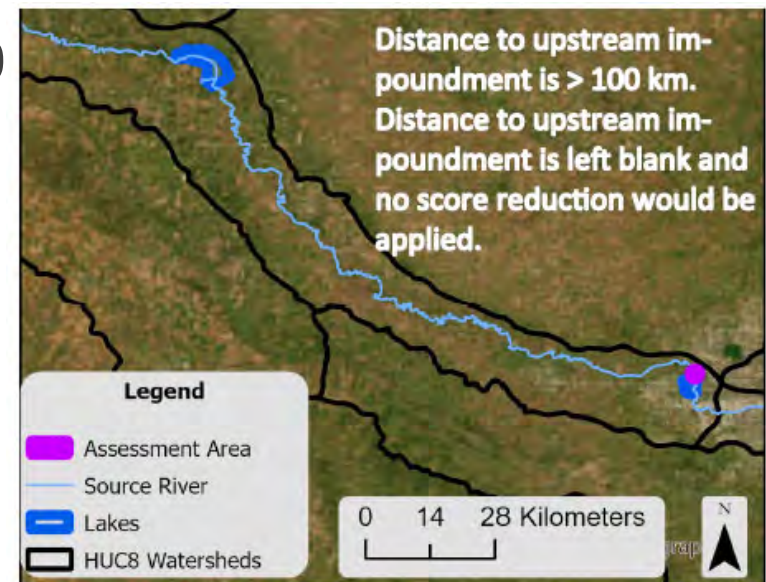 Distance to upstream im-
poundment is > 100 km.
Distance to upstream im-
poundment is left blank and
no score reduction would be
applied.
Legend
Assessment Area
Source River
Lakes
HUC8 Watersheds
0 14 28 Kilometers
N